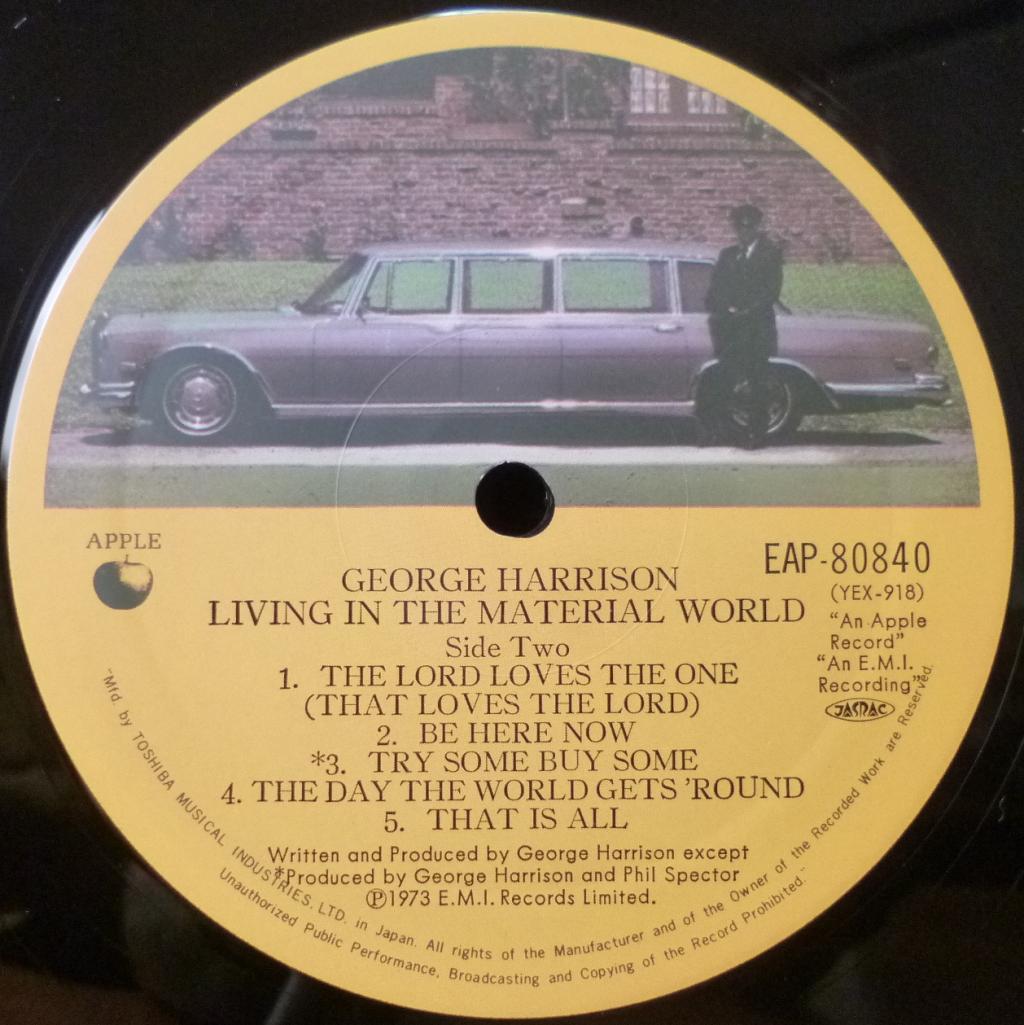 APPLE
EAP-80840
(YEX-918)
"An Apple
Record"
"An E.M.I.
Recording"
JASRAC
GEORGE HARRISON
LIVING IN THE MATERIAL WORLD
Side Two
1. THE LORD LOVES THE ONE
(THAT LOVES THE LORD)
2. BE HERE NOW
*3. TRY SOME BUY SOME
4. THE DAY THE WORLD GETS 'ROUND
5. THAT IS ALL
Written and Produced by George Harrison except
*Produced by George Harrison and Phil Spector
Ⓟ1973 E.M.I. Records Limited.
"Mfd. by TOSHIBA MUSICAL INDUSTRIES, LTD. in Japan. All rights of the Manufacturer and of the Owner of the Recorded Work are Reserved.
Unauthorized Public Performance, Broadcasting and Copying of the Record Prohibited."